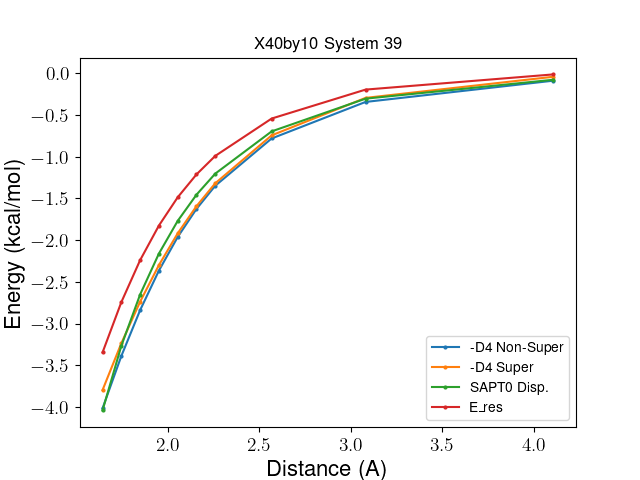 X40by10 System 39
Energy (kcal/mol)
0.0
−0.5
−1.0
−1.5
−2.0
−2.5
−3.0
−3.5
−4.0
-D4 Non-Super
-D4 Super
SAPT0 Disp.
E_res
2.0 2.5 3.0 3.5 4.0
Distance (A)